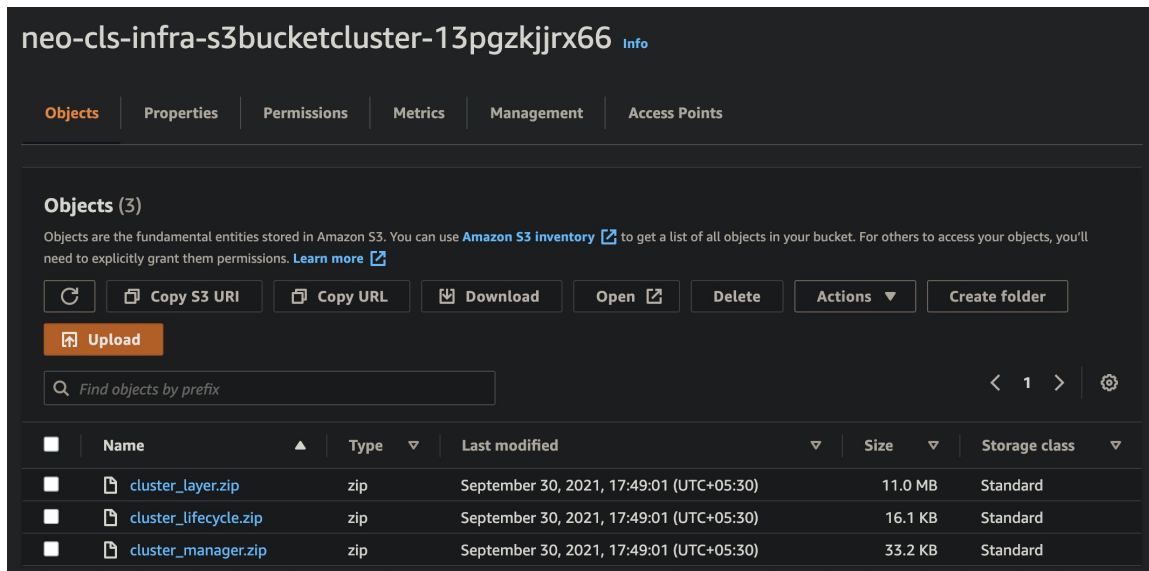 neo-cls-infra-s3bucketcluster-13pgzkjjrx66 Info
Objects Properties Permissions Metrics Management Access Points
Objects (3)
Objects are the fundamental entities stored in Amazon S3. You can use Amazon S3 inventory to get a list of all objects in your bucket. For others to access your objects, you'll
need to explicitly grant them permissions. Learn more
Copy S3 URI Copy URL Download Open Delete Actions Create folder
Upload
Find objects by prefix
1
Name Type Last modified Size Storage class
cluster_layer.zip zip September 30, 2021, 17:49:01 (UTC+05:30) 11.0 MB Standard
cluster_lifecycle.zip zip September 30, 2021, 17:49:01 (UTC+05:30) 16.1 KB Standard
cluster_manager.zip zip September 30, 2021, 17:49:01 (UTC+05:30) 33.2 KB Standard